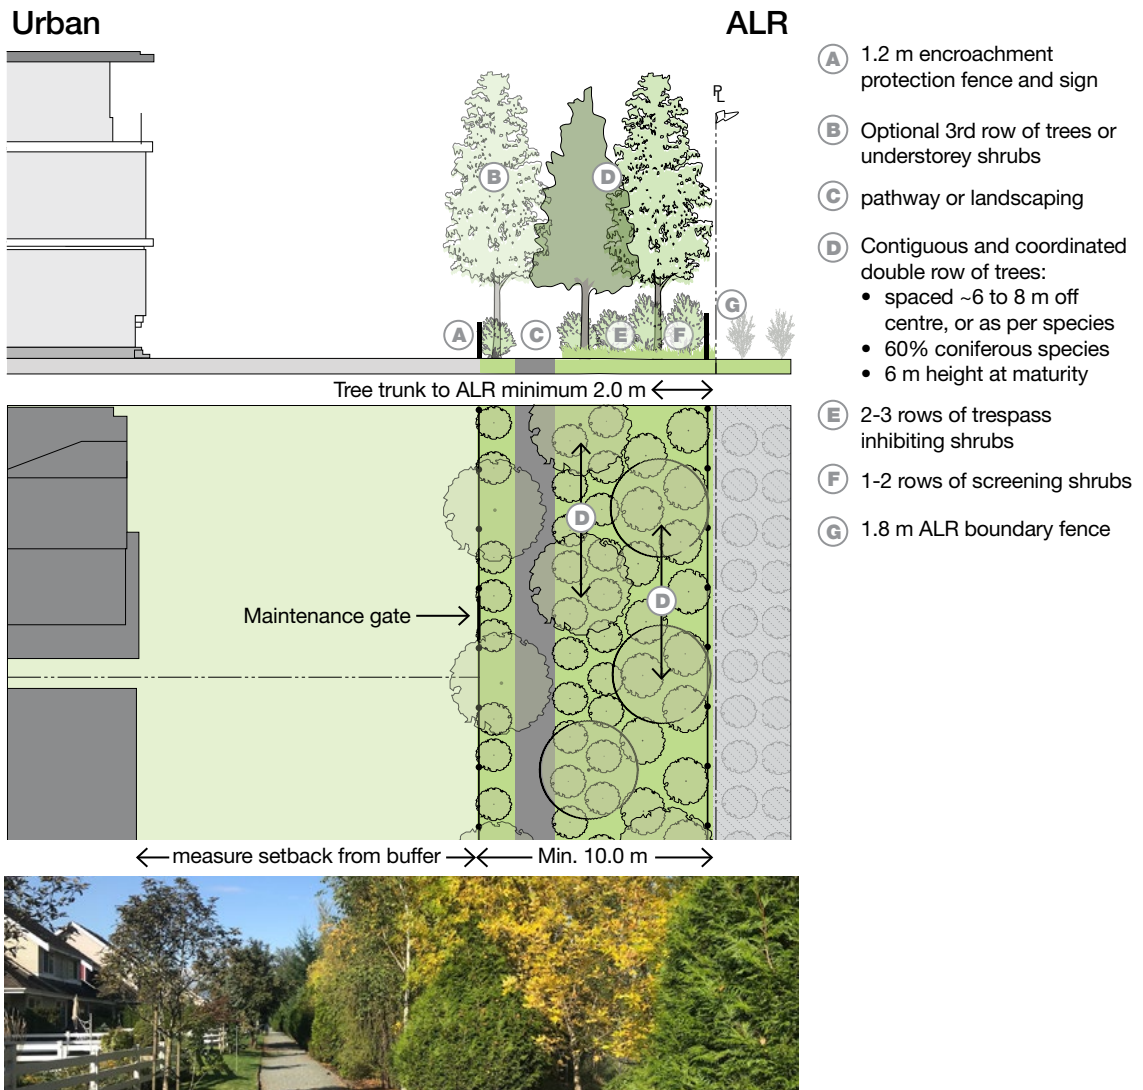 Urban
ALR
PL
B
D
A
C
E
F
G
Tree trunk to ALR minimum 2.0 m
D
D
Maintenance gate
measure setback from buffer
Min. 10.0 m
A 1.2 m encroachment
protection fence and sign
B Optional 3rd row of trees or
understorey shrubs
C pathway or landscaping
D Contiguous and coordinated
double row of trees:
• spaced ~6 to 8 m off
centre, or as per species
• 60% coniferous species
• 6 m height at maturity
E 2-3 rows of trespass
inhibiting shrubs
F 1-2 rows of screening shrubs
G 1.8 m ALR boundary fence